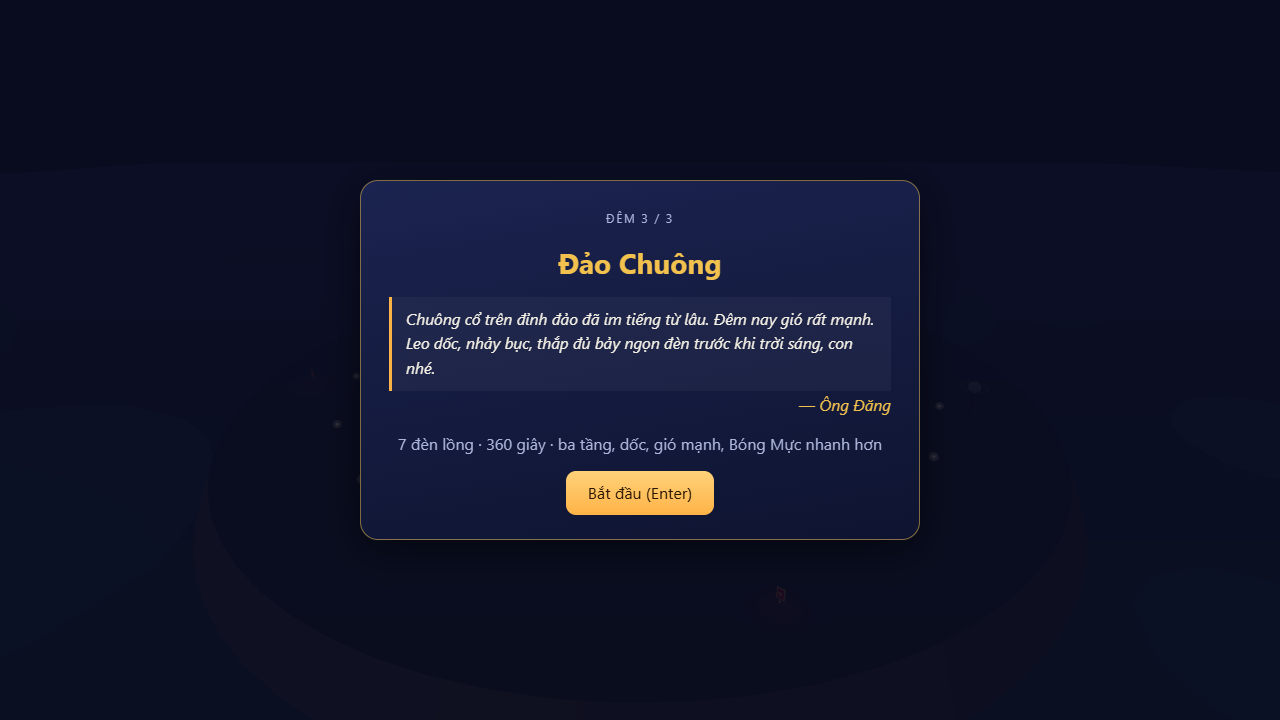 ĐÊM 3 / 3
Đảo Chuông
Chuông cổ trên đỉnh đảo đã im tiếng từ lâu. Đêm nay gió rất mạnh.
Leo dốc, nhảy bục, thắp đủ bảy ngọn đèn trước khi trời sáng, con
nhé.
— Ông Đăng
7 đèn lồng · 360 giây · ba tầng, dốc, gió mạnh, Bóng Mực nhanh hơn
Bắt đầu (Enter)